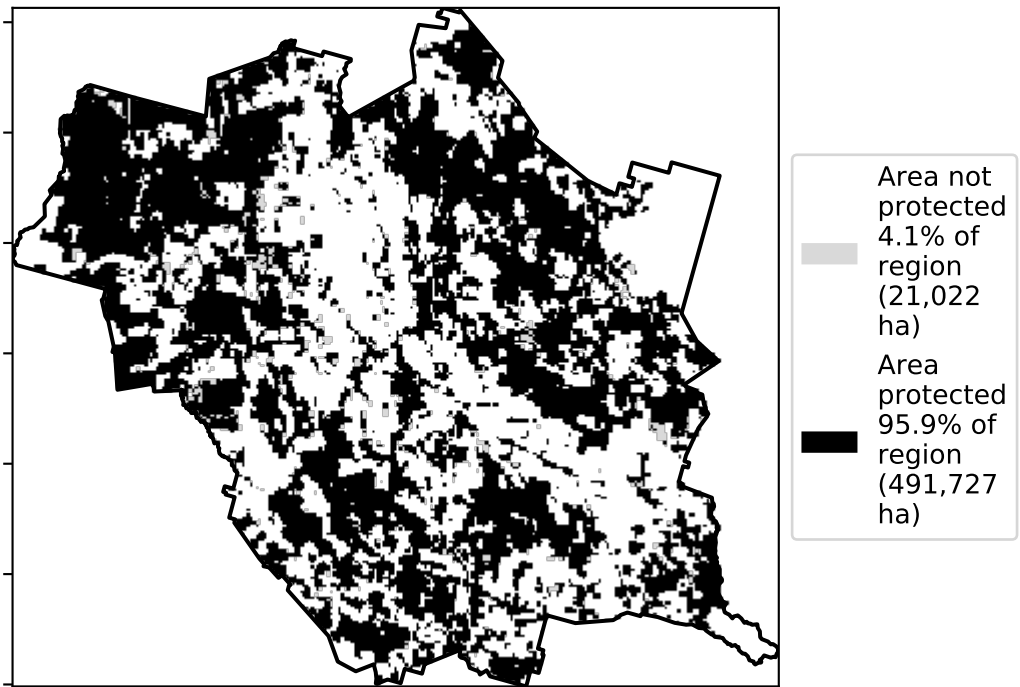 Area not
protected
4.1% of
region
(21,022
ha)
Area
protected
95.9% of
region
(491,727
ha)